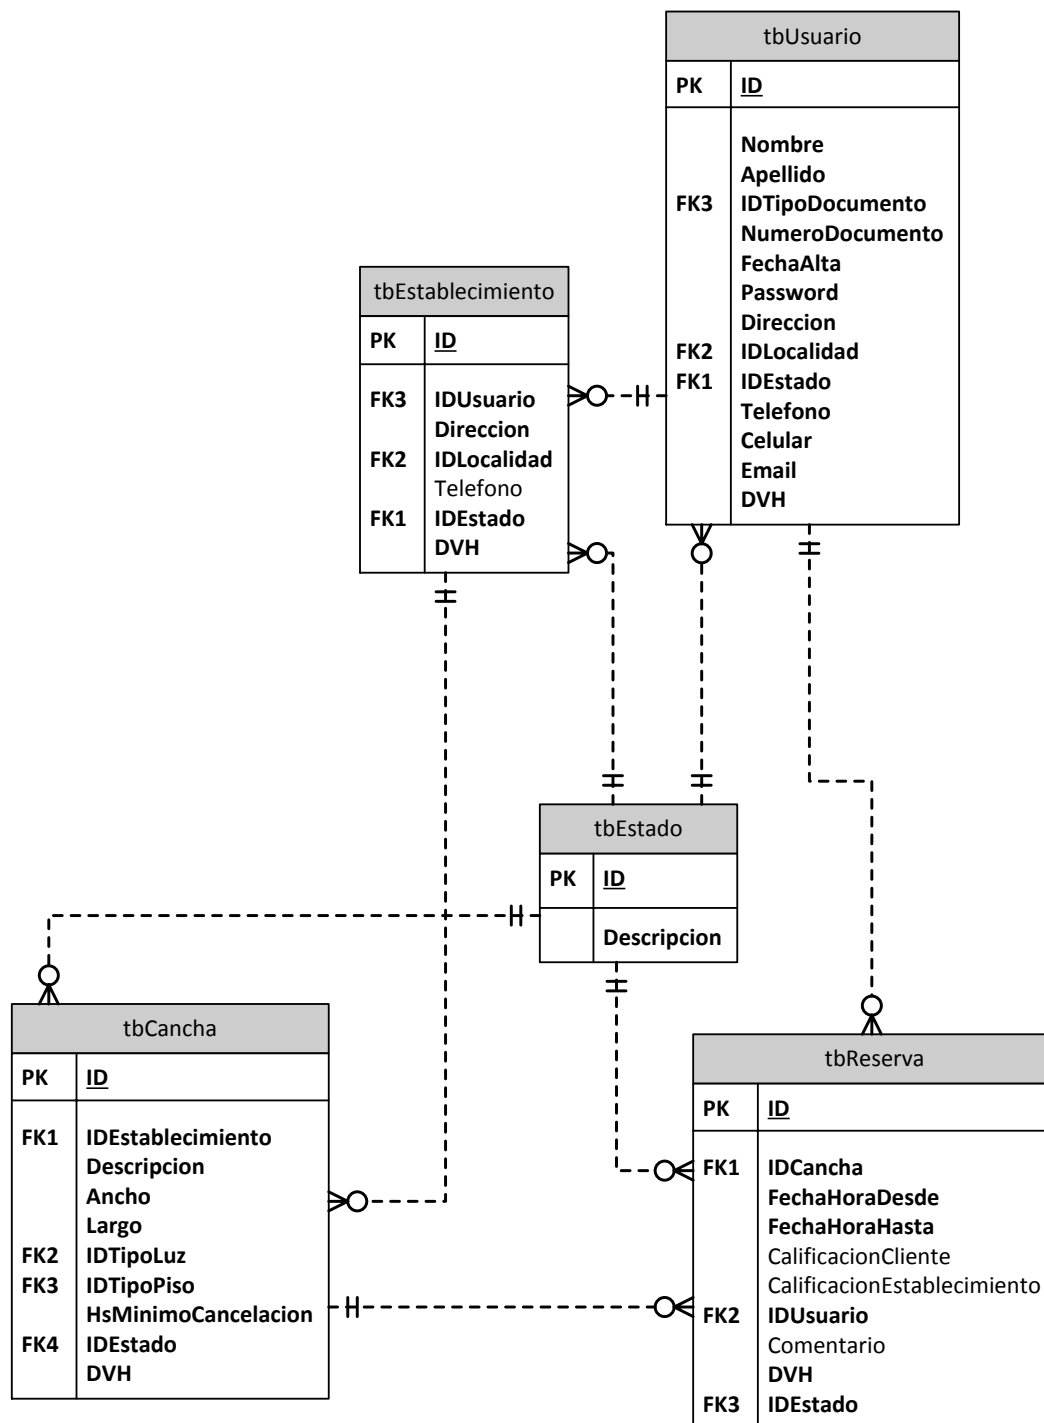 tbUsuario
PK ID
Nombre
Apellido
FK3 IDTipoDocumento
NumeroDocumento
FechaAlta
Password
Direccion
FK2 IDLocalidad
FK1 IDEstado
Telefono
Celular
Email
DVH
tbEstablecimiento
PK ID
FK3 IDUsuario
Direccion
FK2 IDLocalidad
Telefono
FK1 IDEstado
DVH
tbEstado
PK ID
Descripcion
tbCancha
PK ID
FK1 IDEstablecimiento
Descripcion
Ancho
Largo
FK2 IDTipoLuz
FK3 IDTipoPiso
HsMinimoCancelacion
FK4 IDEstado
DVH
tbReserva
PK ID
FK1 IDCancha
FechaHoraDesde
FechaHoraHasta
CalificacionCliente
CalificacionEstablecimiento
FK2 IDUsuario
Comentario
DVH
FK3 IDEstado